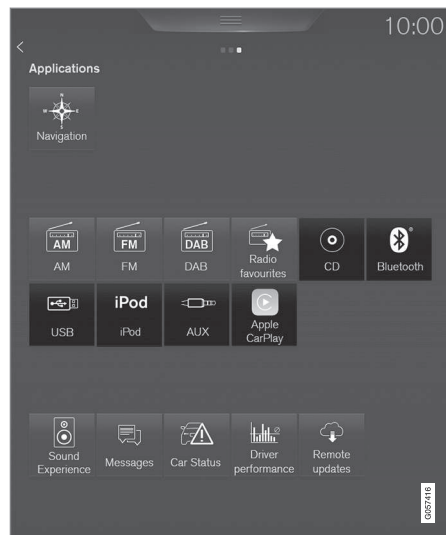 10:00
Applications
N
W E
S
Navigation
AM FM DAB
AM FM DAB Radio favourites CD Bluetooth
iPod
USB iPod AUX Apple CarPlay
Sound Experience Messages Car Status Driver performance Remote updates
G057416